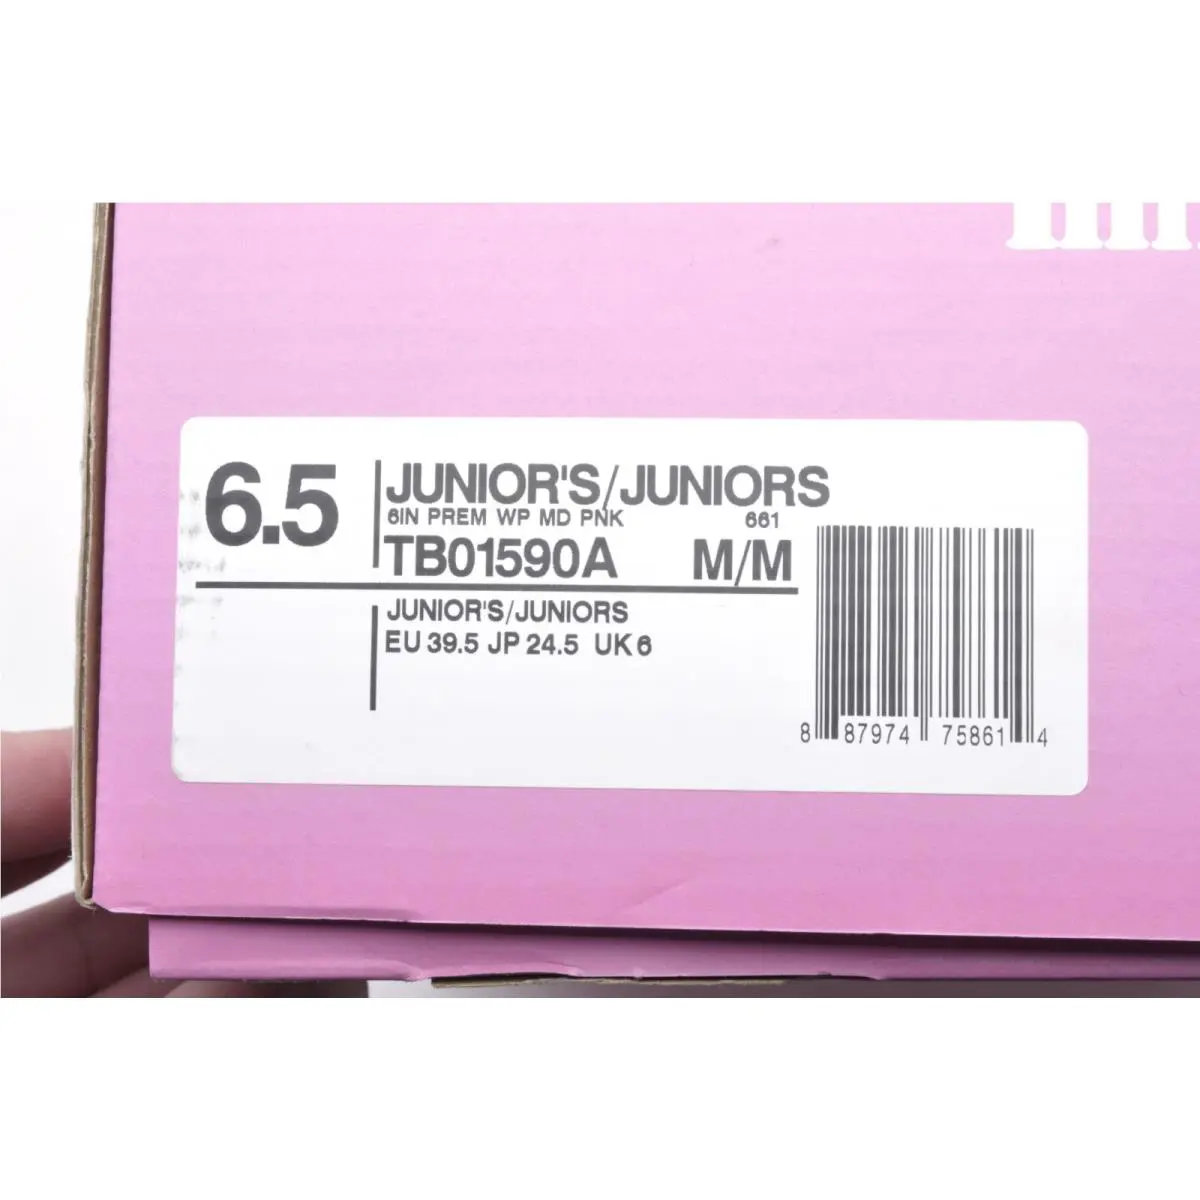 6.5
JUNIOR'S/JUNIORS
6IN PREM WP MD PNK 661
TB01590A M/M
JUNIOR'S/JUNIORS
EU 39.5 JP 24.5 UK 6
8 87974 75861 4